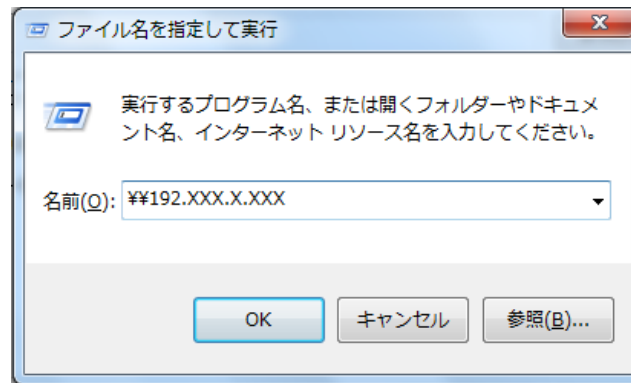 ファイル名を指定して実行
実行するプログラム名、または開くフォルダーやドキュメ
ント名、インターネット リソース名を入力してください。
名前(O): ¥¥192.XXX.X.XXX
OK キャンセル 参照(B)...